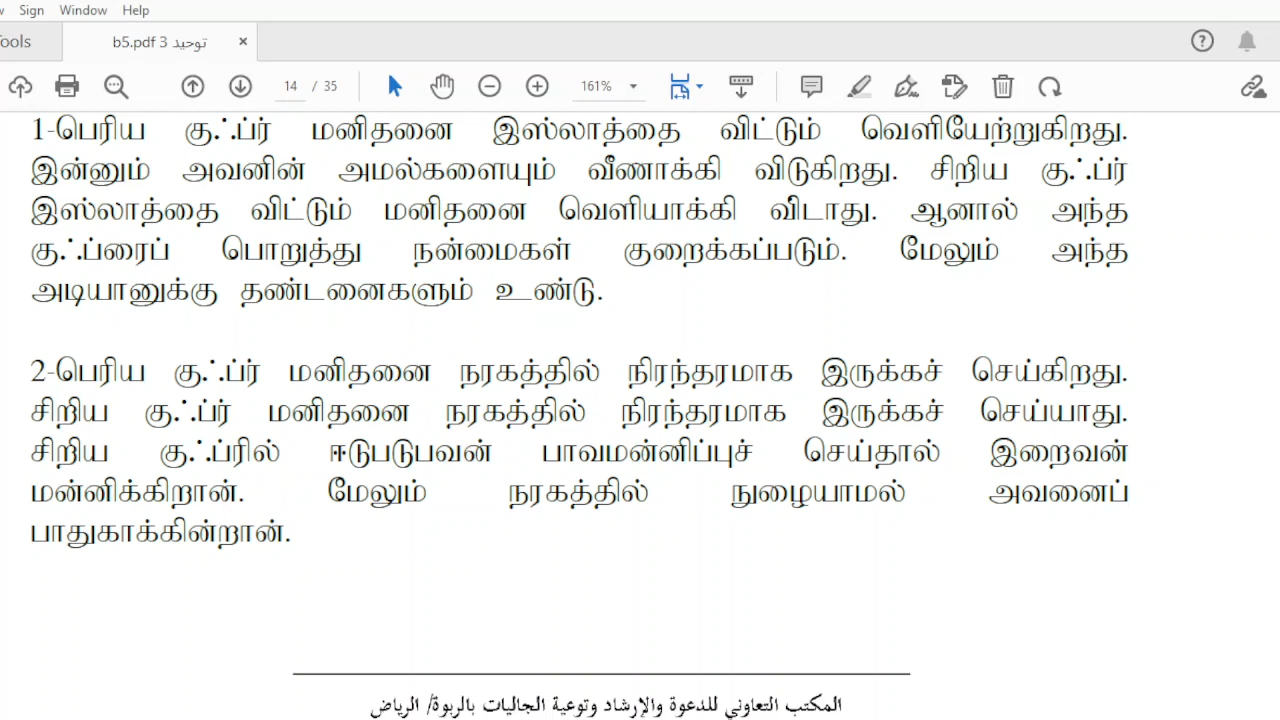 Sign Window Help
ools توحيد 3 b5.pdf ×
14 / 35 161%
1-பெரிய குஃப்ர் மனிதனை இஸ்லாத்தை விட்டும் வெளியேற்றுகிறது.
இன்னும் அவனின் அமல்களையும் வீணாக்கி விடுகிறது. சிறிய குஃப்ர்
இஸ்லாத்தை விட்டும் மனிதனை வெளியாக்கி விடாது. ஆனால் அந்த
குஃப்ரைப் பொறுத்து நன்மைகள் குறைக்கப்படும். மேலும் அந்த
அடியானுக்கு தண்டனைகளும் உண்டு.
2-பெரிய குஃப்ர் மனிதனை நரகத்தில் நிரந்தரமாக இருக்கச் செய்கிறது.
சிறிய குஃப்ர் மனிதனை நரகத்தில் நிரந்தரமாக இருக்கச் செய்யாது.
சிறிய குஃப்ரில் ஈடுபடுபவன் பாவமன்னிப்புச் செய்தால் இறைவன்
மன்னிக்கிறான். மேலும் நரகத்தில் நுழையாமல் அவனைப்
பாதுகாக்கின்றான்.
المكتب التعاوني للدعوة والإرشاد وتوعية الجاليات بالربوة/ الرياض